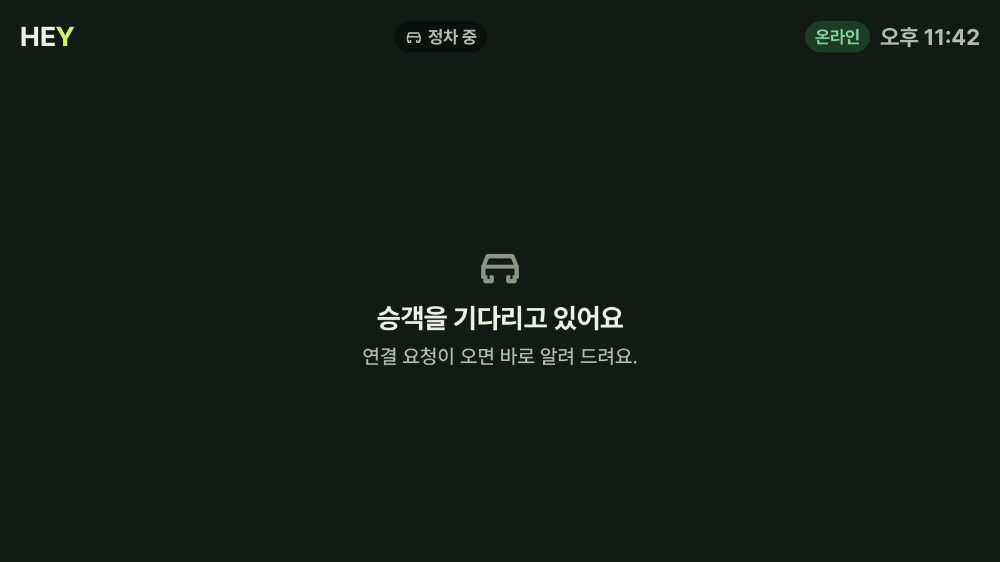 HEY
정차 중
온라인 오후 11:42
승객을 기다리고 있어요
연결 요청이 오면 바로 알려 드려요.